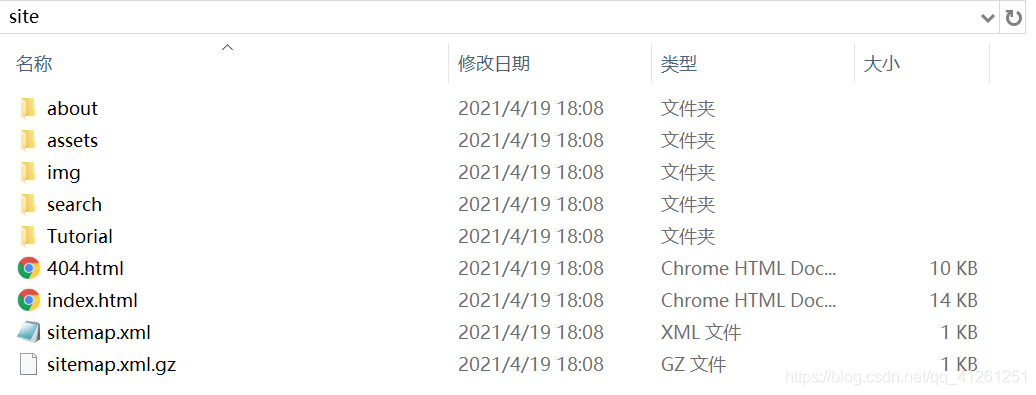 site
名称 修改日期 类型 大小
about 2021/4/19 18:08 文件夹
assets 2021/4/19 18:08 文件夹
img 2021/4/19 18:08 文件夹
search 2021/4/19 18:08 文件夹
Tutorial 2021/4/19 18:08 文件夹
404.html 2021/4/19 18:08 Chrome HTML Doc... 10 KB
index.html 2021/4/19 18:08 Chrome HTML Doc... 14 KB
sitemap.xml 2021/4/19 18:08 XML 文件 1 KB
sitemap.xml.gz 2021/4/19 18:08 GZ 文件 1 KB
https://blog.csdn.net/qq_41261251